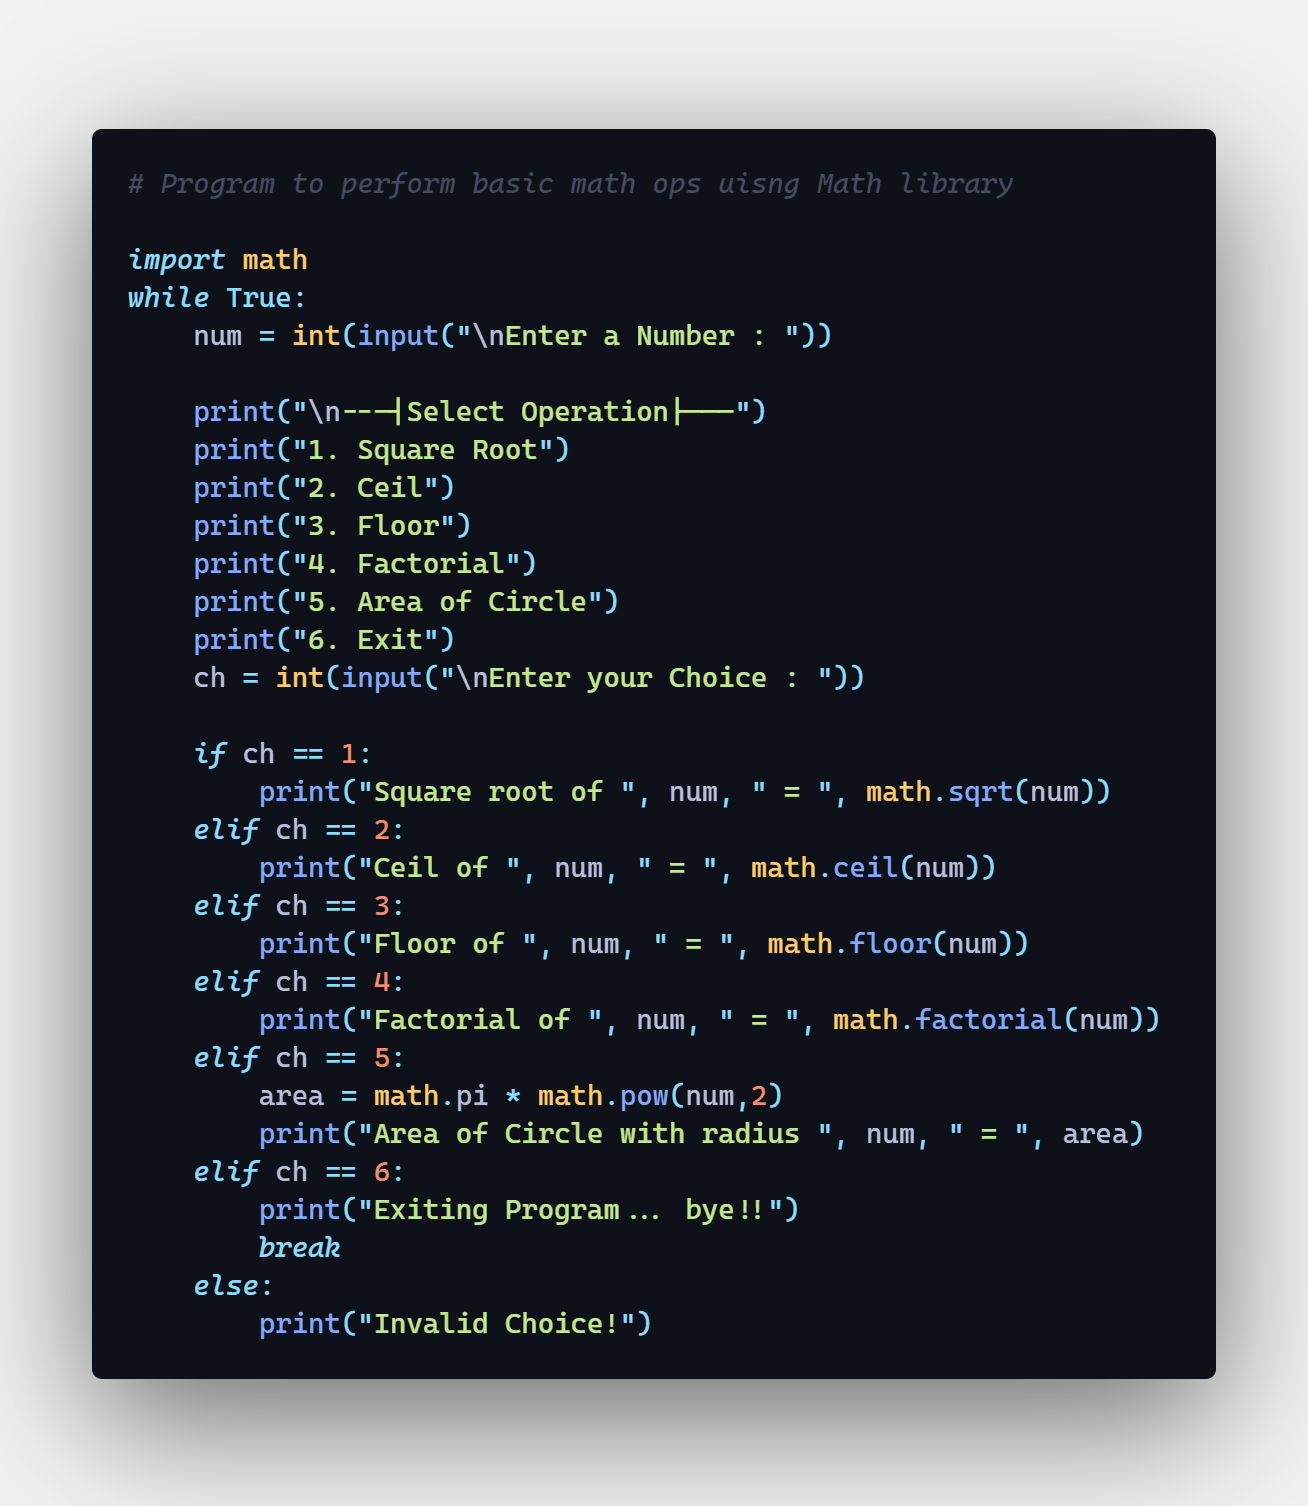 # Program to perform basic math ops uisng Math library

import math
while True:
    num = int(input("\nEnter a Number : "))

    print("\n---|Select Operation|---")
    print("1. Square Root")
    print("2. Ceil")
    print("3. Floor")
    print("4. Factorial")
    print("5. Area of Circle")
    print("6. Exit")
    ch = int(input("\nEnter your Choice : "))

    if ch == 1:
        print("Square root of ", num, " = ", math.sqrt(num))
    elif ch == 2:
        print("Ceil of ", num, " = ", math.ceil(num))
    elif ch == 3:
        print("Floor of ", num, " = ", math.floor(num))
    elif ch == 4:
        print("Factorial of ", num, " = ", math.factorial(num))
    elif ch == 5:
        area = math.pi * math.pow(num,2)
        print("Area of Circle with radius ", num, " = ", area)
    elif ch == 6:
        print("Exiting Program... bye!!")
        break
    else:
        print("Invalid Choice!")